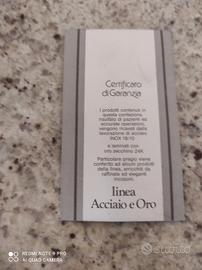 Certificato
di Garanzia
I prodotti contenuti in
questa confezione,
risultato di pazienti ed
accurate operazioni,
vengono ricavati dalla
lavorazione di acciaio
INOX 18/10
e laminati con
oro zecchino 24K.
Particolare pregio viene
conferito ad alcuni prodotti
della linea, smaltati da
raffinate ed eleganti
incisioni.
linea
Acciaio e Oro
REDMI NOTE 9 PRO
AI QUAD CAMERA